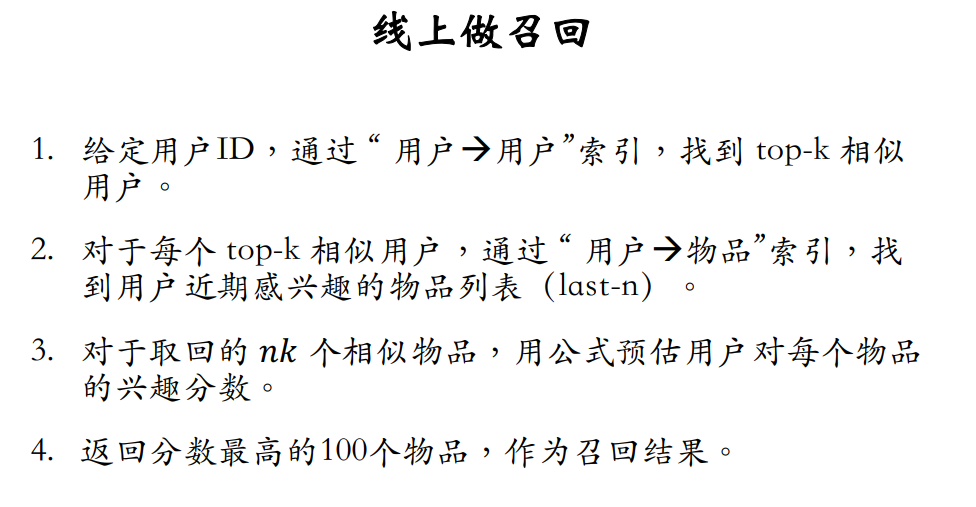 线上做召回
1. 给定用户ID，通过“ 用户→用户”索引，找到 top-k 相似
用户。
2. 对于每个 top-k 相似用户，通过“ 用户→物品”索引，找
到用户近期感兴趣的物品列表（last-n）。
3. 对于取回的 nk 个相似物品，用公式预估用户对每个物品
的兴趣分数。
4. 返回分数最高的100个物品，作为召回结果。